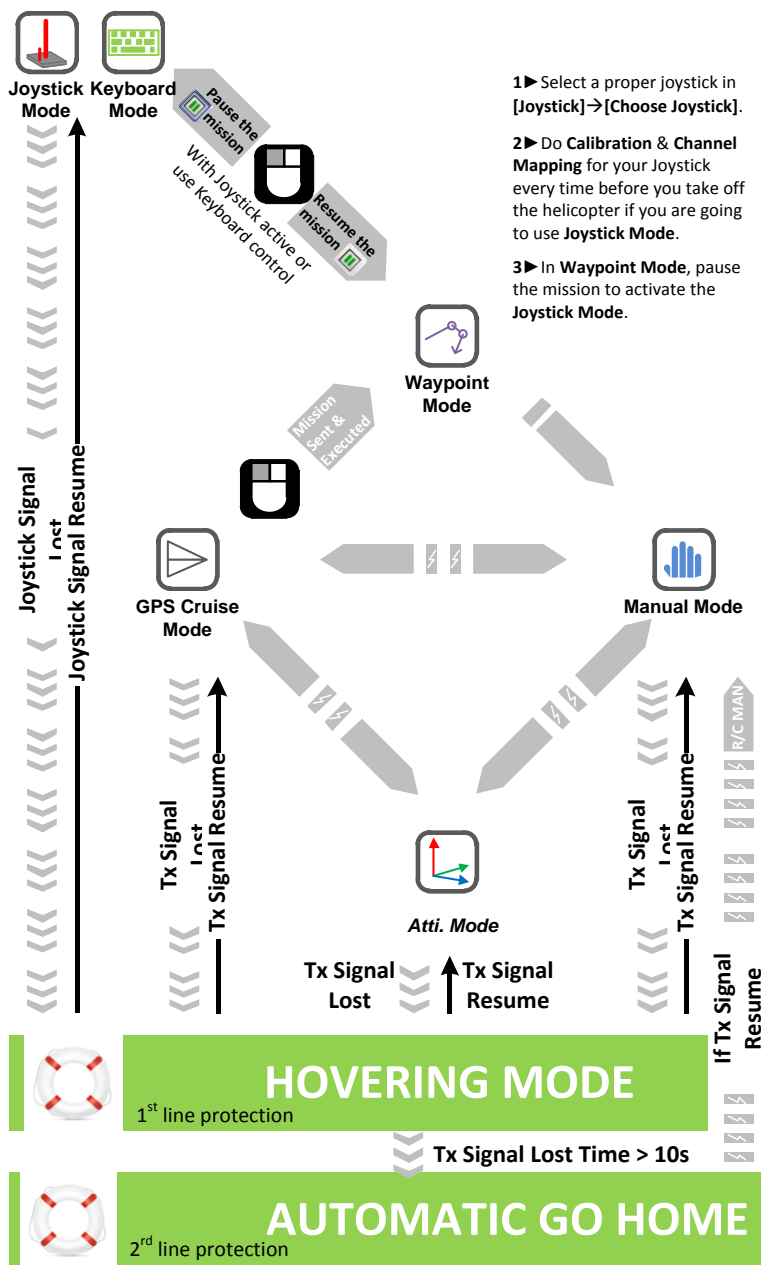 Joystick
Mode
Keyboard
Mode
Pause the
mission
With Joystick active or
use Keyboard control
Resume the
mission
1► Select a proper joystick in
[Joystick]→[Choose Joystick].
2► Do Calibration & Channel
Mapping for your Joystick
every time before you take off
the helicopter if you are going
to use Joystick Mode.
3► In Waypoint Mode, pause
the mission to activate the
Joystick Mode.
Waypoint
Mode
Mission
Sent &
Executed
Joystick Signal
Lost
Joystick Signal Resume
GPS Cruise
Mode
Manual Mode
R/C MAN
Tx Signal
Lost
Tx Signal Resume
Tx Signal
Lost
Tx Signal Resume
Atti. Mode
Tx Signal
Lost
Tx Signal
Resume
If Tx Signal
Resume
HOVERING MODE
1st line protection
Tx Signal Lost Time > 10s
AUTOMATIC GO HOME
2rd line protection